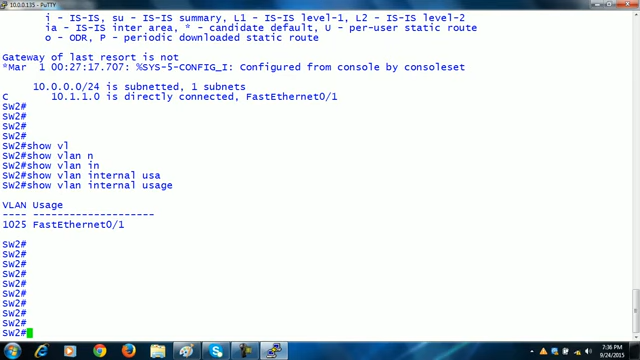 10.0.0.135 - PuTTY
i - IS-IS, su - IS-IS summary, L1 - IS-IS level-1, L2 - IS-IS level-2
ia - IS-IS inter area, * - candidate default, U - per-user static route
o - ODR, P - periodic downloaded static route
Gateway of last resort is not
*Mar  1 00:27:17.707: %SYS-5-CONFIG_I: Configured from console by consoleset
10.0.0.0/24 is subnetted, 1 subnets
C       10.1.1.0 is directly connected, FastEthernet0/1
SW2#
SW2#
SW2#
SW2#
SW2#show vl
SW2#show vlan n
SW2#show vlan in
SW2#show vlan internal usa
SW2#show vlan internal usage
VLAN Usage
---- --------------------
1025 FastEthernet0/1
SW2#
SW2#
SW2#
SW2#
SW2#
SW2#
SW2#
SW2#
SW2#
SW2#
7:36 PM
9/24/2015